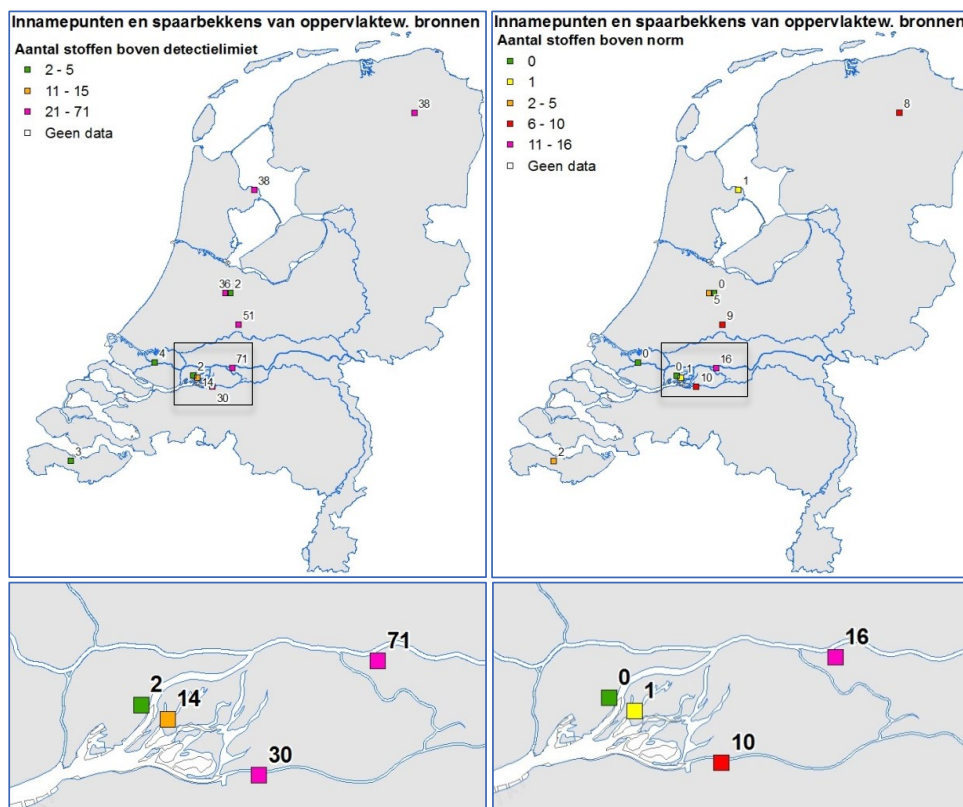 Innamepunten en spaarbekkens van oppervlaktew. bronnen
Aantal stoffen boven detectielimiet
2 - 5
11 - 15
21 - 71
Geen data
38
38
36 2
51
4
71
2
14
30
3
Innamepunten en spaarbekkens van oppervlaktew. bronnen
Aantal stoffen boven norm
0
1
2 - 5
6 - 10
11 - 16
Geen data
8
1
0
5
9
0
16
0 1
10
2
71
2
14
30
16
0
1
10